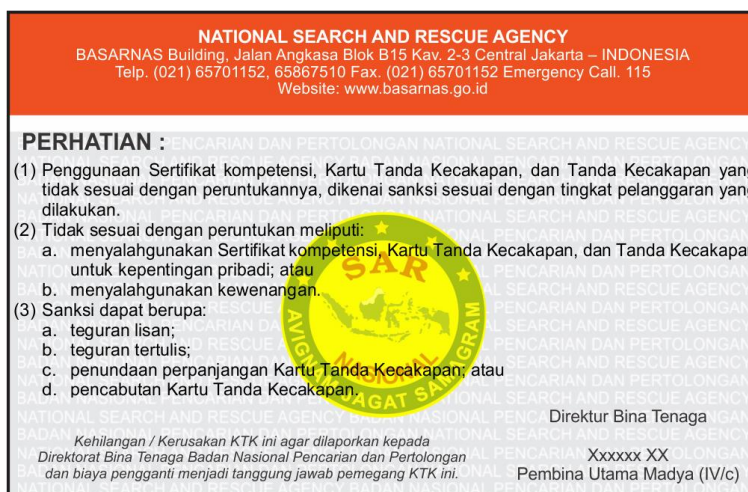 NATIONAL SEARCH AND RESCUE AGENCY
BASARNAS Building, Jalan Angkasa Blok B15 Kav. 2-3 Central Jakarta – INDONESIA
Telp. (021) 65701152, 65867510 Fax. (021) 65701152 Emergency Call. 115
Website: www.basarnas.go.id
PERHATIAN :
(1) Penggunaan Sertifikat kompetensi, Kartu Tanda Kecakapan, dan Tanda Kecakapan yang
tidak sesuai dengan peruntukannya, dikenai sanksi sesuai dengan tingkat pelanggaran yang
dilakukan.
(2) Tidak sesuai dengan peruntukan meliputi:
a. menyalahgunakan Sertifikat kompetensi, Kartu Tanda Kecakapan, dan Tanda Kecakapan
untuk kepentingan pribadi; atau
b. menyalahgunakan kewenangan.
(3) Sanksi dapat berupa:
a. teguran lisan;
b. teguran tertulis;
c. penundaan perpanjangan Kartu Tanda Kecakapan; atau
d. pencabutan Kartu Tanda Kecakapan.
SAR
NASIONAL
Direktur Bina Tenaga
Kehilangan / Kerusakan KTK ini agar dilaporkan kepada
Direktorat Bina Tenaga Badan Nasional Pencarian dan Pertolongan
dan biaya pengganti menjadi tanggung jawab pemegang KTK ini.
Xxxxxx XX
Pembina Utama Madya (IV/c)